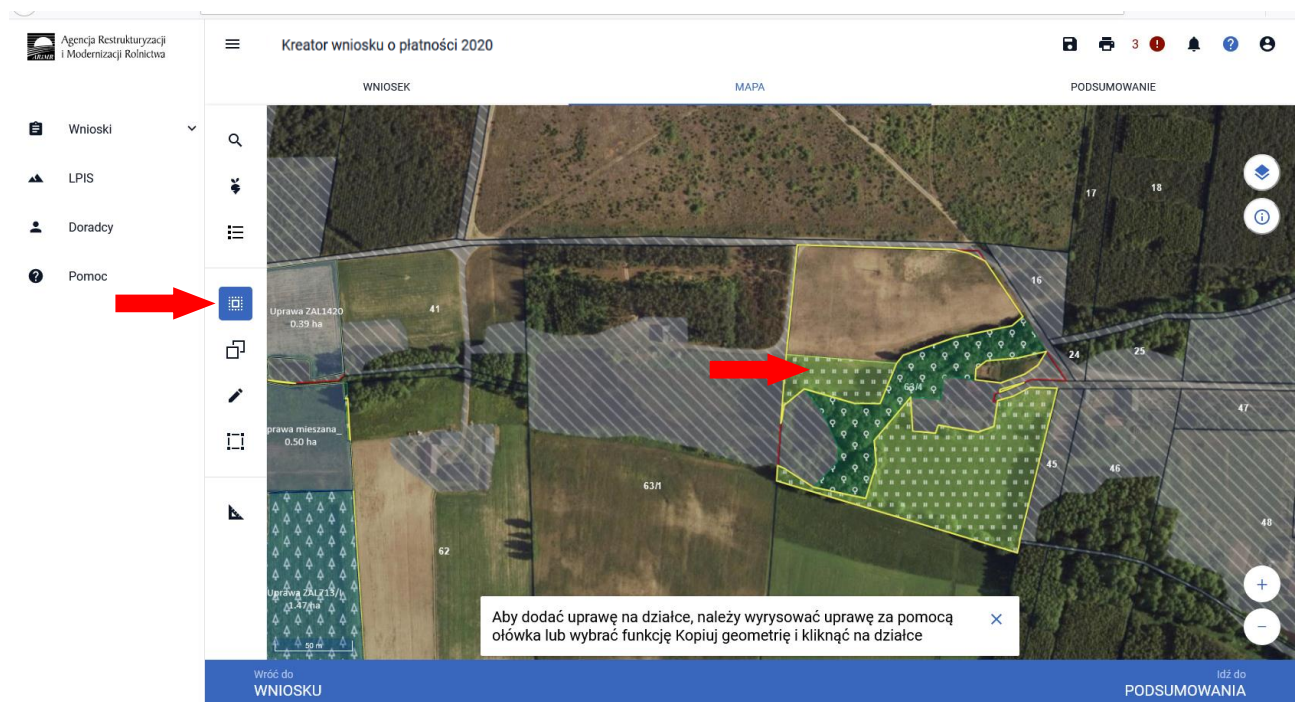 Agencja Restrukturyzacji
i Modernizacji Rolnictwa
ARiMR
Kreator wniosku o płatności 2020
3
WNIOSEK
MAPA
PODSUMOWANIE
Wnioski
LPIS
Doradcy
Pomoc
17
18
16
41
Uprawa ZAL1420
0.39 ha
24
25
63/4
47
prawa mieszana_
0.50 ha
45
46
63/1
48
62
Uprawa ZAL713/L
1.47 ha
50 m
Aby dodać uprawę na działce, należy wyrysować uprawę za pomocą
ołówka lub wybrać funkcję Kopiuj geometrię i kliknąć na działce
Wróć do
WNIOSKU
Idź do
PODSUMOWANIA